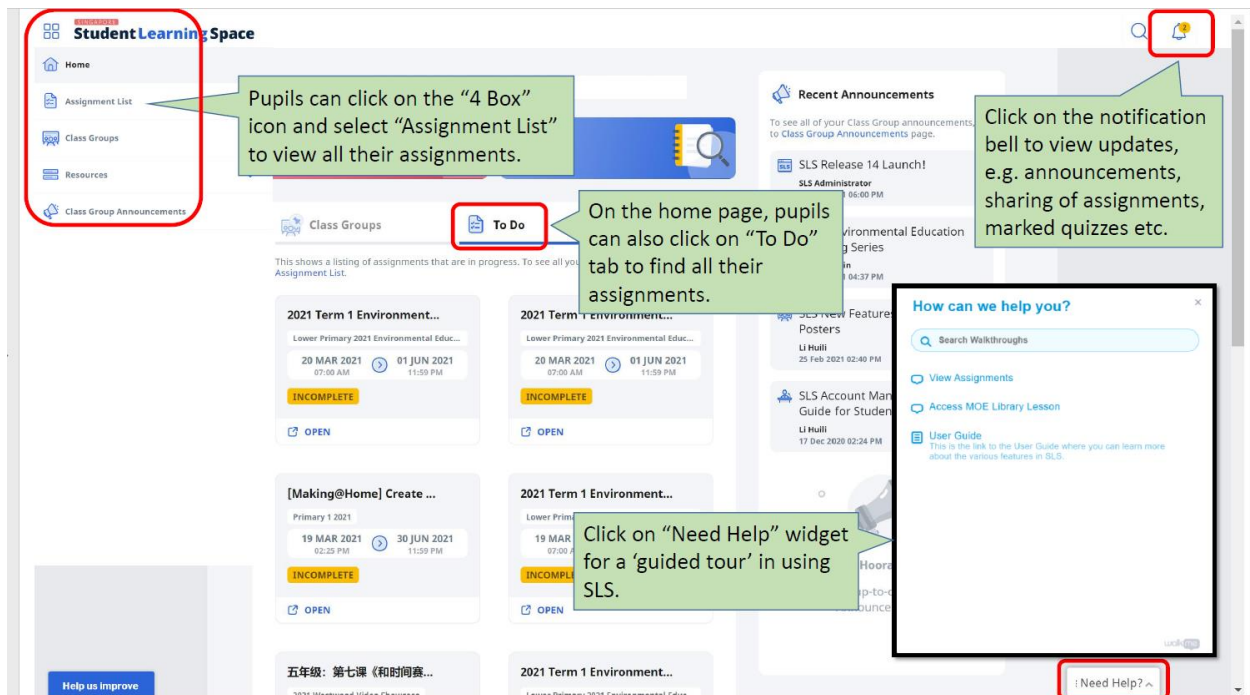 SINGAPORE
Student Learning Space
2
Home
Assignment List
Class Groups
Resources
Class Group Announcements
Pupils can click on the “4 Box”
icon and select “Assignment List”
to view all their assignments.
Click on the notification
bell to view updates,
e.g. announcements,
sharing of assignments,
marked quizzes etc.
On the home page, pupils
can also click on “To Do”
tab to find all their
assignments.
Class Groups
To Do
This shows a listing of assignments that are in progress. To see all you
Assignment List.
2021 Term 1 Environment...
Lower Primary 2021 Environmental Educ...
20 MAR 2021
07:00 AM
01 JUN 2021
11:59 PM
INCOMPLETE
OPEN
2021 Term 1 Environment...
Lower Primary 2021 Environmental Educ...
20 MAR 2021
07:00 AM
01 JUN 2021
11:59 PM
INCOMPLETE
OPEN
[Making@Home] Create ...
Primary 1 2021
19 MAR 2021
02:25 PM
30 JUN 2021
11:59 PM
INCOMPLETE
OPEN
2021 Term 1 Environment...
Lower
19 MAR
07:00
OPEN
五年级：第七课《和时间赛...
2021 Westwood Video Showcase
2021 Term 1 Environment...
Lower Primary 2021 Environmental Educ...
Recent Announcements
To see all of your Class Group announcements,
to Class Group Announcements page.
SLS
SLS Release 14 Launch!
SLS Administrator
06:00 PM
Environmental Education
Series
04:37 PM
SLS New Features
Posters
Li Huili
25 Feb 2021 02:40 PM
SLS Account Man
Guide for Studen
Li Huili
17 Dec 2020 02:24 PM
How can we help you?
×
Search Walkthroughs
View Assignments
Access MOE Library Lesson
User Guide
This is the link to the User Guide where you can learn more
about the various features in SLS.
walkme
Click on “Need Help” widget
for a ‘guided tour’ in using
SLS.
Help us improve
Need Help?